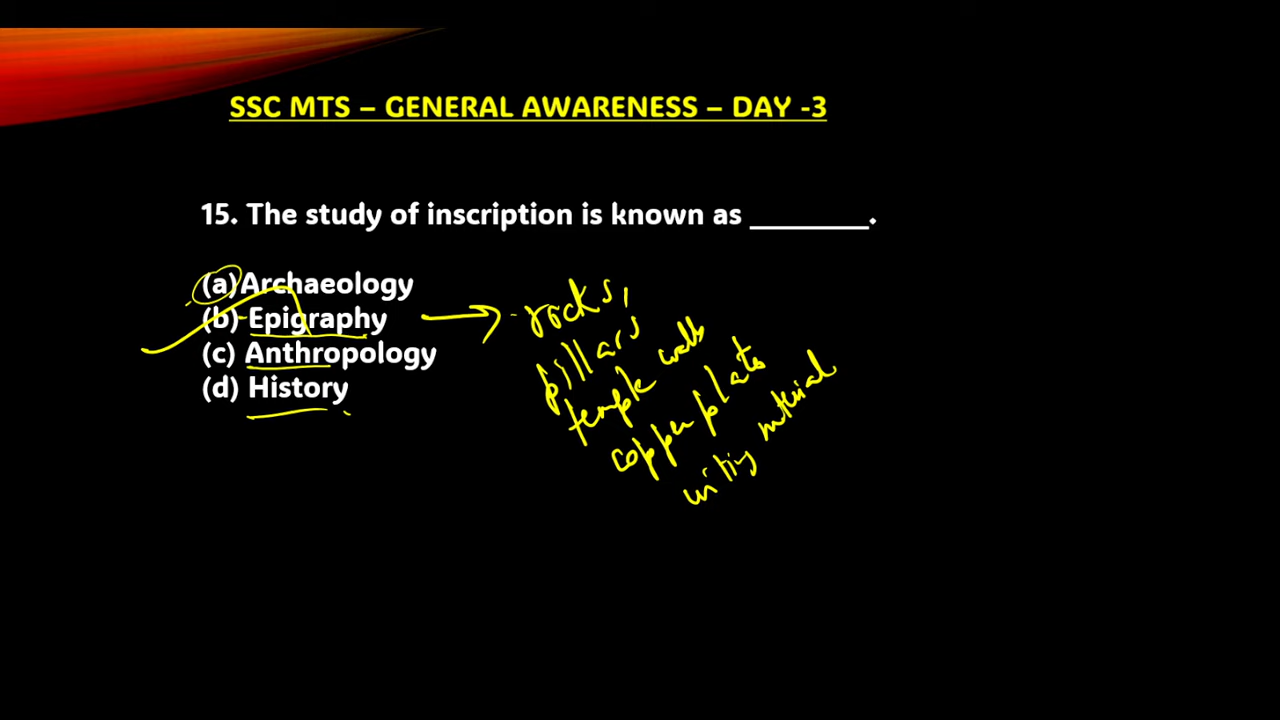 SSC MTS – GENERAL AWARENESS – DAY -3
15. The study of inscription is known as ________.
(a)Archaeology
(b) Epigraphy
(c) Anthropology
(d) History
rocks,
pillars
temple walls
copper plates
writing material